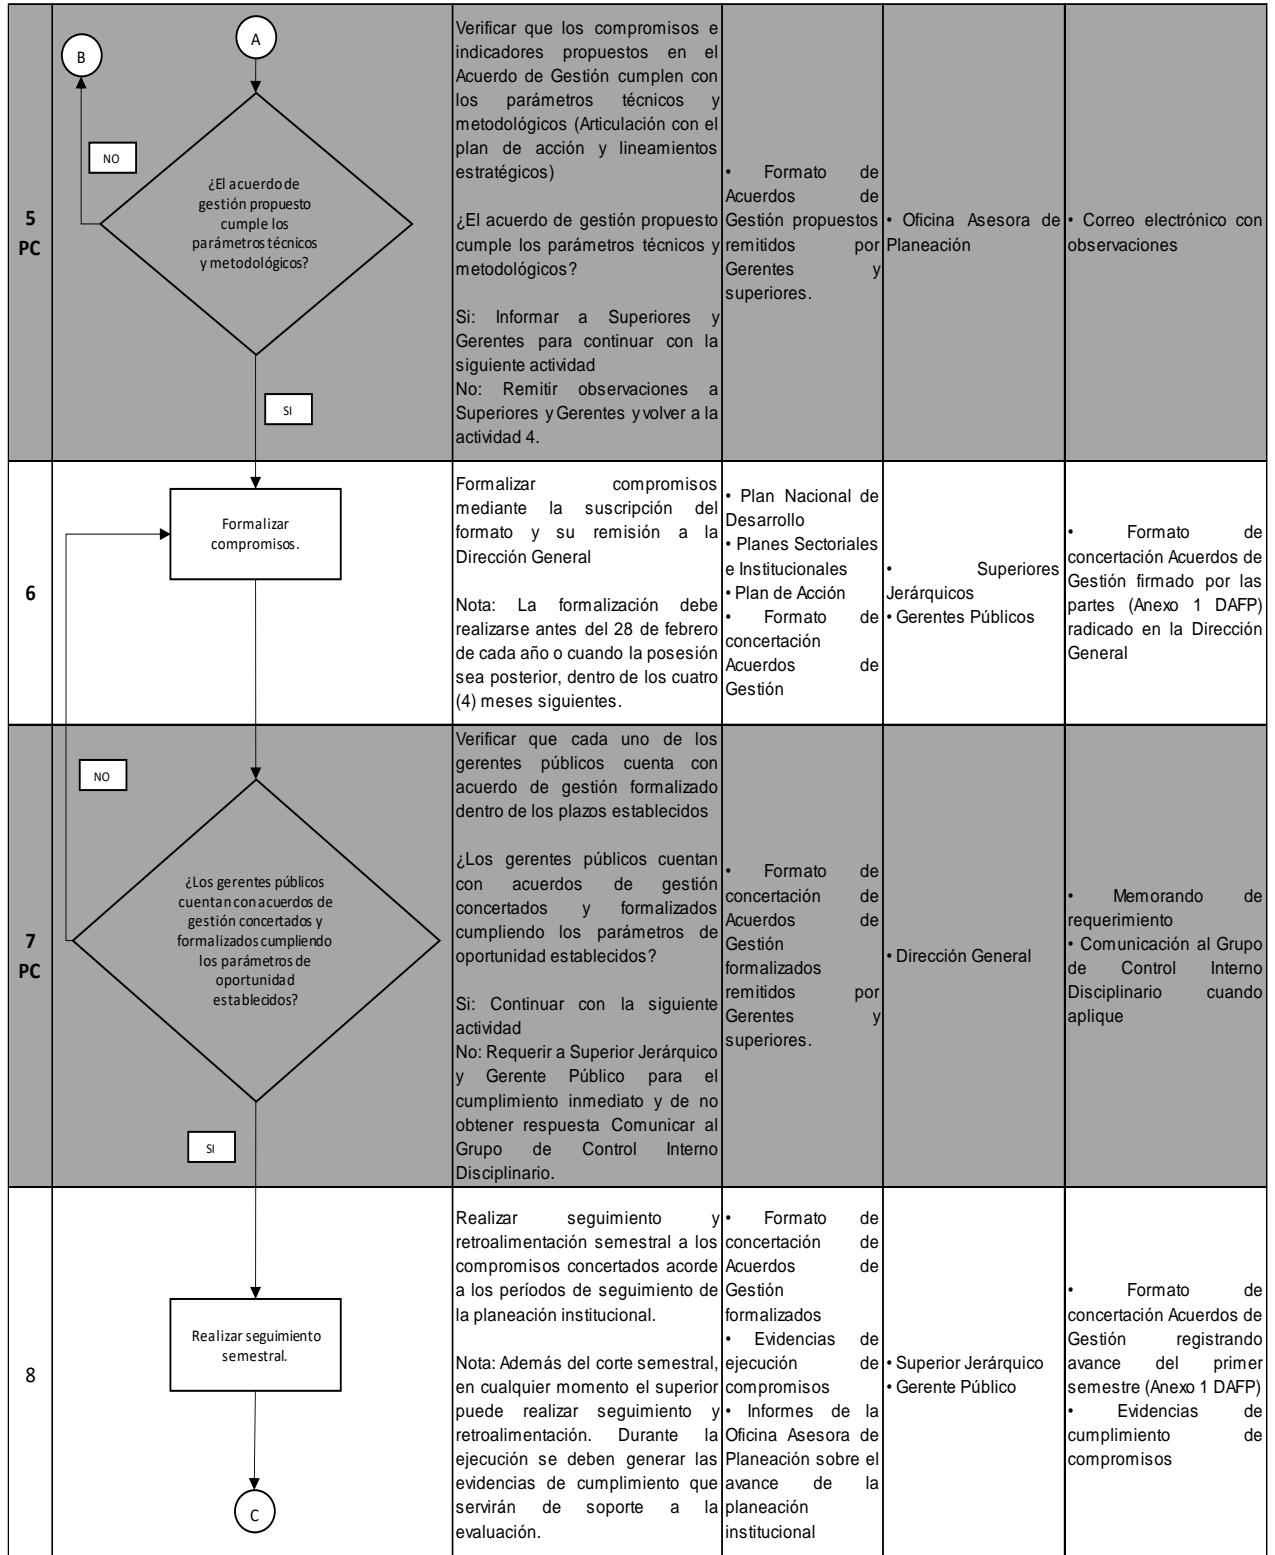 5
PC
B
A
NO
¿El acuerdo de
gestión propuesto
cumple los
parámetros técnicos
y metodológicos?
SI
Verificar que los compromisos e
indicadores propuestos en el
Acuerdo de Gestión cumplen con
los parámetros técnicos y
metodológicos (Articulación con el
plan de acción y lineamientos
estratégicos)
¿El acuerdo de gestión propuesto
cumple los parámetros técnicos y
metodológicos?
Si: Informar a Superiores y
Gerentes para continuar con la
siguiente actividad
No: Remitir observaciones a
Superiores y Gerentes y volver a la
actividad 4.
• Formato de
Acuerdos de
Gestión propuestos
remitidos por
Gerentes y
superiores.
• Oficina Asesora de
Planeación
• Correo electrónico con
observaciones
6
Formalizar
compromisos.
Formalizar compromisos
mediante la suscripción del
formato y su remisión a la
Dirección General
Nota: La formalización debe
realizarse antes del 28 de febrero
de cada año o cuando la posesión
sea posterior, dentro de los cuatro
(4) meses siguientes.
• Plan Nacional de
Desarrollo
• Planes Sectoriales
e Institucionales
• Plan de Acción
• Formato de
concertación
Acuerdos de
Gestión
• Superiores
Jerárquicos
• Gerentes Públicos
• Formato de
concertación Acuerdos de
Gestión firmado por las
partes (Anexo 1 DAFP)
radicado en la Dirección
General
7
PC
NO
¿Los gerentes públicos
cuentan con acuerdos de
gestión concertados y
formalizados cumpliendo
los parámetros de
oportunidad
establecidos?
SI
Verificar que cada uno de los
gerentes públicos cuenta con
acuerdo de gestión formalizado
dentro de los plazos establecidos
¿Los gerentes públicos cuentan
con acuerdos de gestión
concertados y formalizados
cumpliendo los parámetros de
oportunidad establecidos?
Si: Continuar con la siguiente
actividad
No: Requerir a Superior Jerárquico
y Gerente Público para el
cumplimiento inmediato y de no
obtener respuesta Comunicar al
Grupo de Control Interno
Disciplinario.
• Formato de
concertación de
Acuerdos de
Gestión
formalizados
remitidos por
Gerentes y
superiores.
• Dirección General
• Memorando de
requerimiento
• Comunicación al Grupo
de Control Interno
Disciplinario cuando
aplique
8
Realizar seguimiento
semestral.
C
Realizar seguimiento y
retroalimentación semestral a los
compromisos concertados acorde
a los períodos de seguimiento de
la planeación institucional.
Nota: Además del corte semestral,
en cualquier momento el superior
puede realizar seguimiento y
retroalimentación. Durante la
ejecución se deben generar las
evidencias de cumplimiento que
servirán de soporte a la
evaluación.
• Formato de
concertación de
Acuerdos de
Gestión
formalizados
• Evidencias de
ejecución de
compromisos
• Informes de la
Oficina Asesora de
Planeación sobre el
avance de la
planeación
institucional
• Superior Jerárquico
• Gerente Público
• Formato de
concertación Acuerdos de
Gestión registrando
avance del primer
semestre (Anexo 1 DAFP)
• Evidencias de
cumplimiento de
compromisos